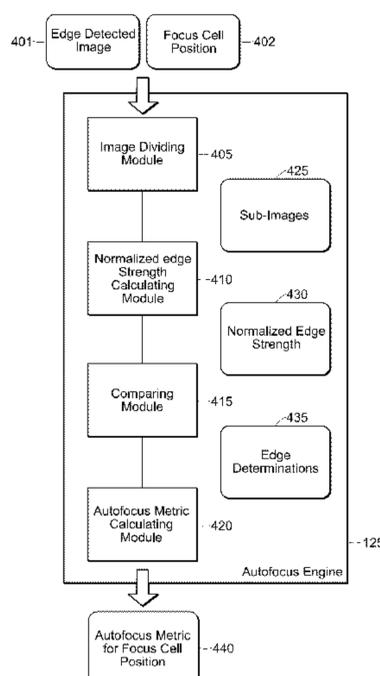 401
Edge Detected
Image
Focus Cell
Position
402
Image Dividing
Module
405
425
Sub-Images
Normalized edge
Strength
Calculating
Module
410
430
Normalized Edge
Strength
Comparing
Module
415
435
Edge
Determinations
Autofocus Metric
Calculating
Module
420
125
Autofocus Engine
Autofocus Metric
for Focus Cell
Position
440